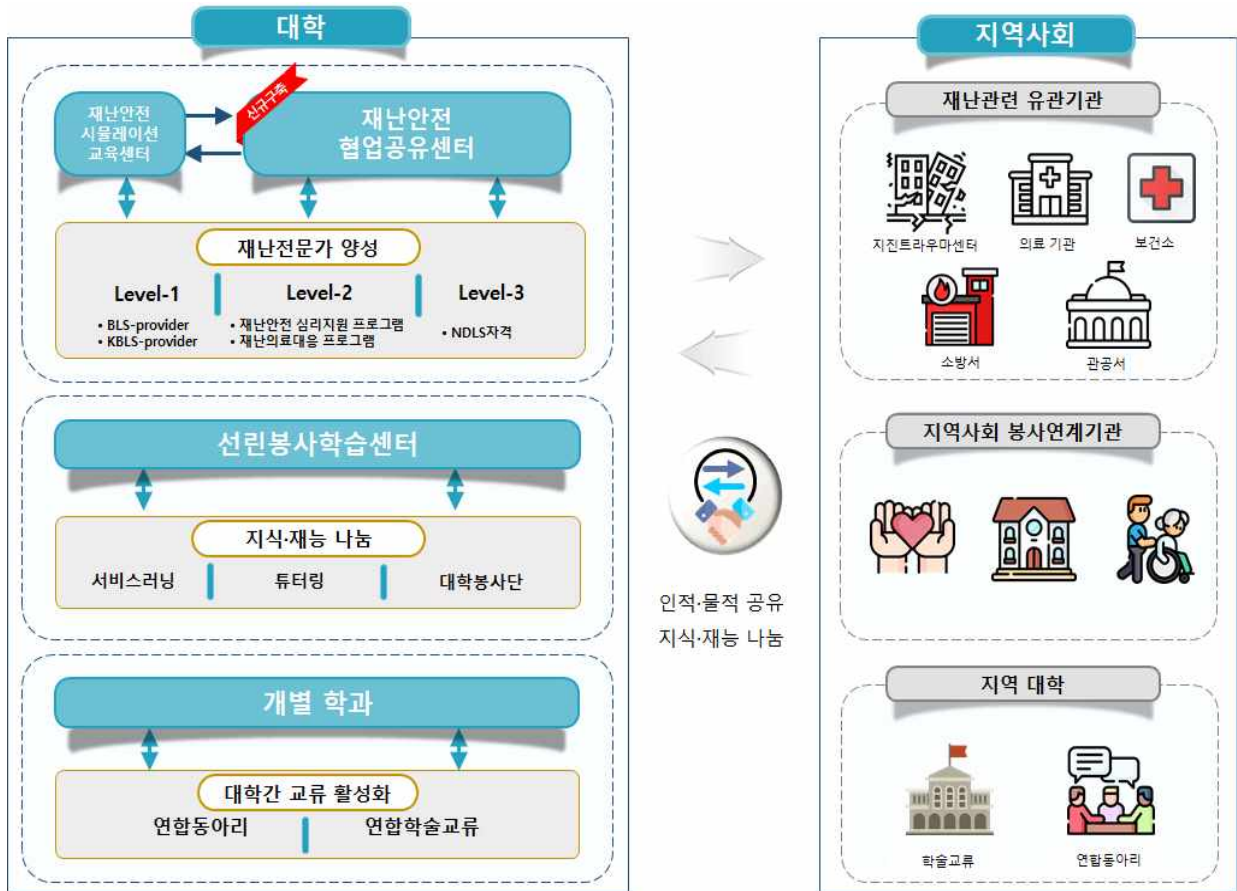 대학
재난안전
시뮬레이션
교육센터
신규구축
재난안전
협업공유센터
재난전문가 양성
Level-1
• BLS-provider
• KBLS-provider
Level-2
• 재난안전 심리지원 프로그램
• 재난의료대응 프로그램
Level-3
• NDLS자격
선린봉사학습센터
지식·재능 나눔
서비스러닝
튜터링
대학봉사단
개별 학과
대학간 교류 활성화
연합동아리
연합학술교류
인적·물적 공유
지식·재능 나눔
지역사회
재난관련 유관기관
지진트라우마센터
의료 기관
보건소
소방서
관공서
지역사회 봉사연계기관
지역 대학
학술교류
연합동아리